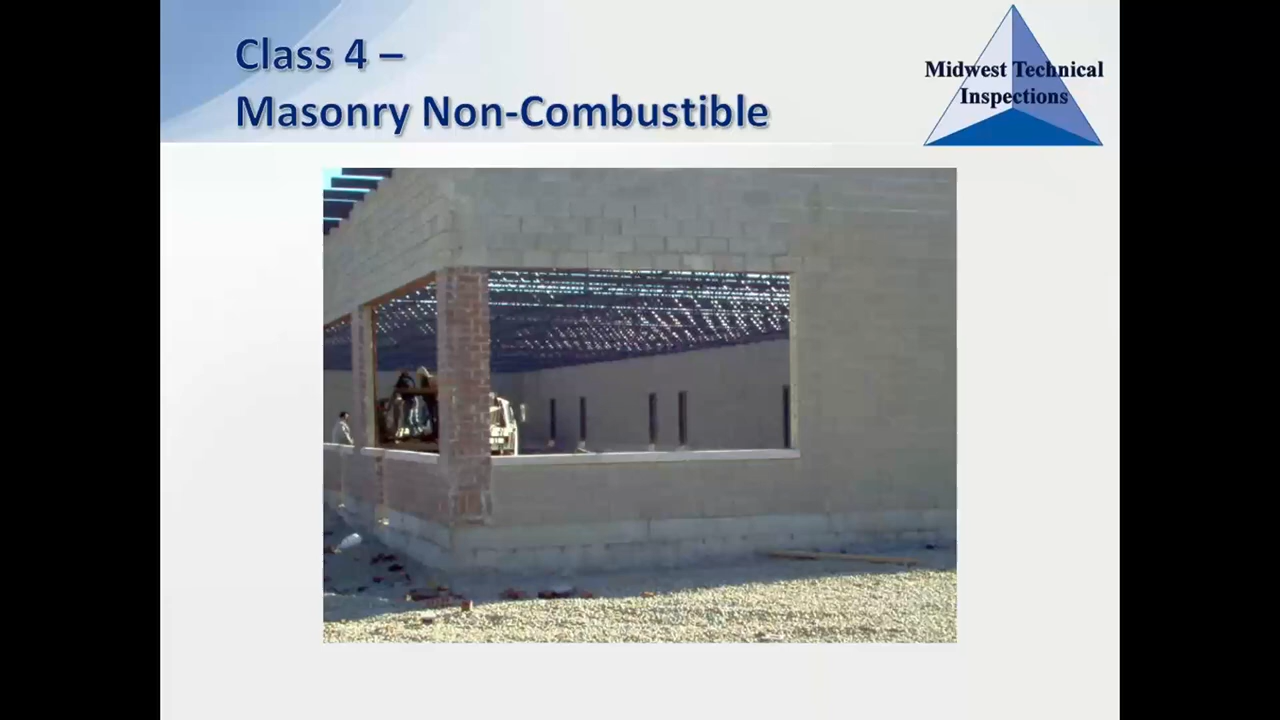 Class 4 –
Masonry Non-Combustible
Midwest Technical
Inspections